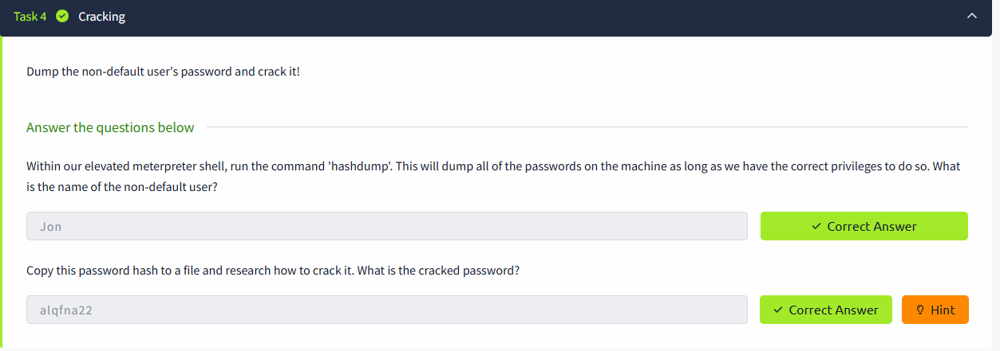 Task 4 Cracking
Dump the non-default user's password and crack it!
Answer the questions below
Within our elevated meterpreter shell, run the command 'hashdump'. This will dump all of the passwords on the machine as long as we have the correct privileges to do so. What
is the name of the non-default user?
Jon
Correct Answer
Copy this password hash to a file and research how to crack it. What is the cracked password?
alqfna22
Correct Answer
Hint